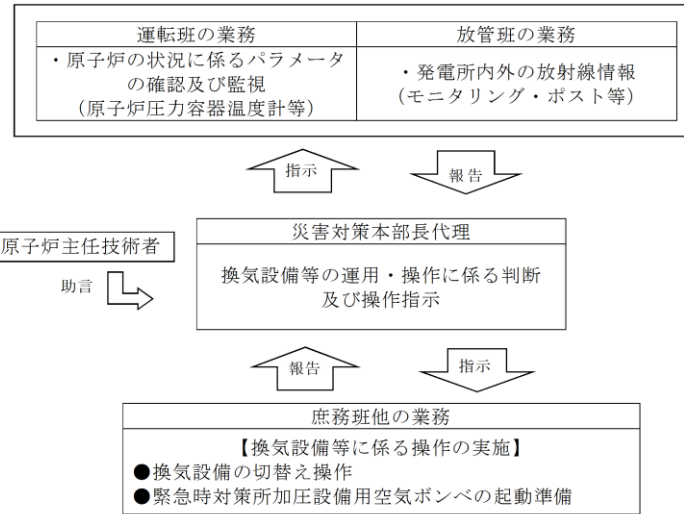 運転班の業務
・原子炉の状況に係るパラメータ
の確認及び監視
(原子炉圧力容器温度計等)
放管班の業務
・発電所内外の放射線情報
(モニタリング・ポスト等)
指示
報告
原子炉主任技術者
助言
災害対策本部長代理
換気設備等の運用・操作に係る判断
及び操作指示
報告
指示
庶務班他の業務
【換気設備等に係る操作の実施】
●換気設備の切替え操作
●緊急時対策所加圧設備用空気ボンベの起動準備